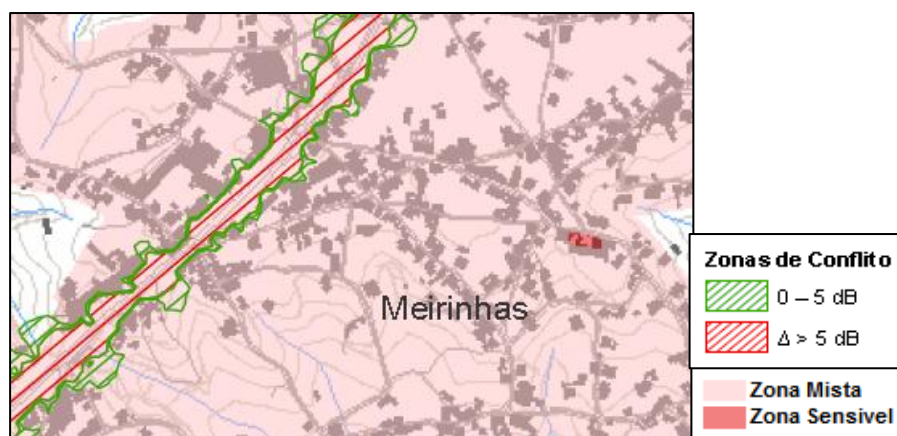 Meirinhas
Zonas de Conflito
0 – 5 dB
Δ > 5 dB
Zona Mista
Zona Sensivel